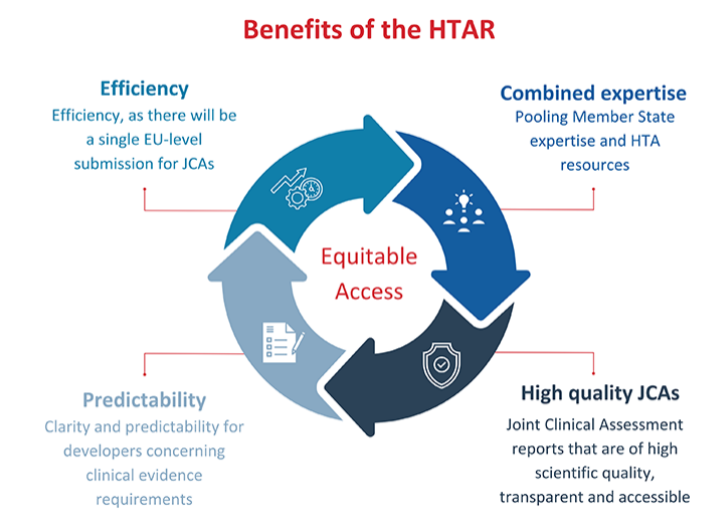 Benefits of the HTAR
Efficiency
Efficiency, as there will be
a single EU-level
submission for JCAs
Combined expertise
Pooling Member State
expertise and HTA
resources
Equitable
Access
Predictability
Clarity and predictability for
developers concerning
clinical evidence
requirements
High quality JCAs
Joint Clinical Assessment
reports that are of high
scientific quality,
transparent and accessible